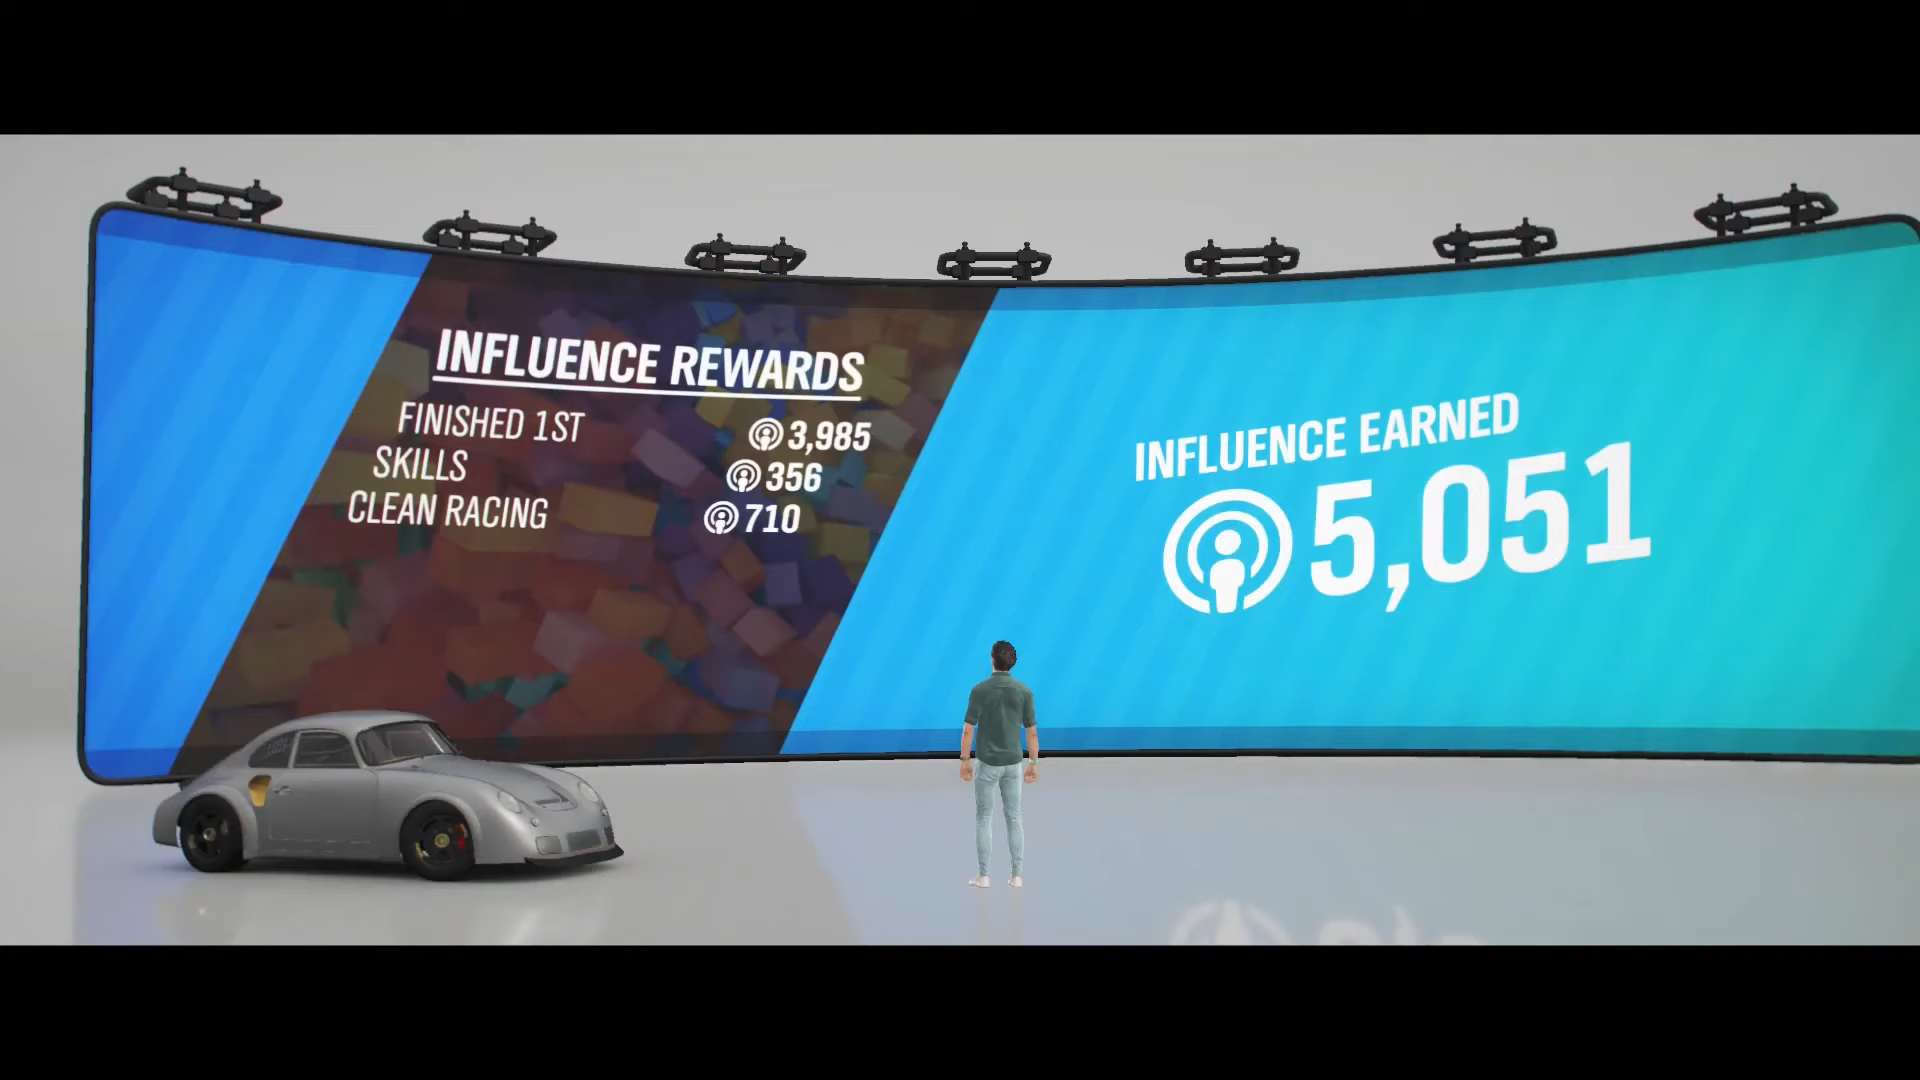 INFLUENCE REWARDS
FINISHED 1ST 3,985
SKILLS 356
CLEAN RACING 710
INFLUENCE EARNED
5,051